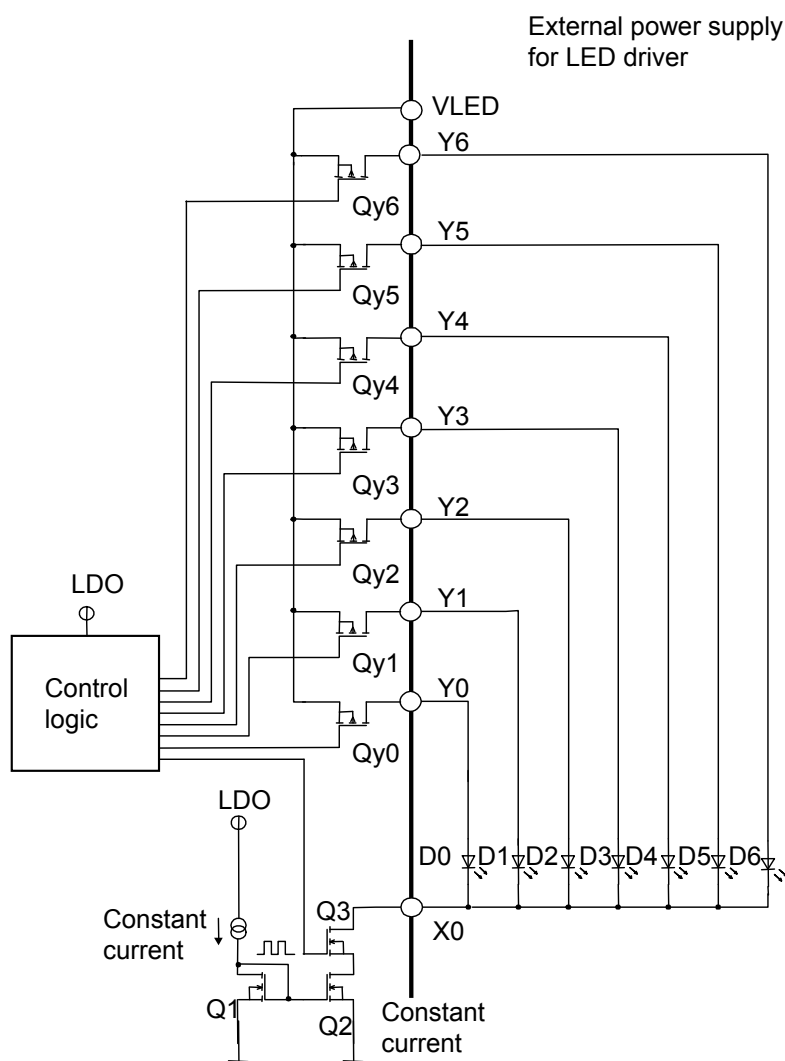 External power supply
for LED driver
VLED
Y6
Qy6
Y5
Qy5
Y4
Qy4
Y3
Qy3
Y2
Qy2
LDO
Y1
Qy1
Control
logic
Y0
Qy0
LDO
D0 D1 D2 D3 D4 D5 D6
Q3
X0
Constant
current
Q1
Q2
Constant
current